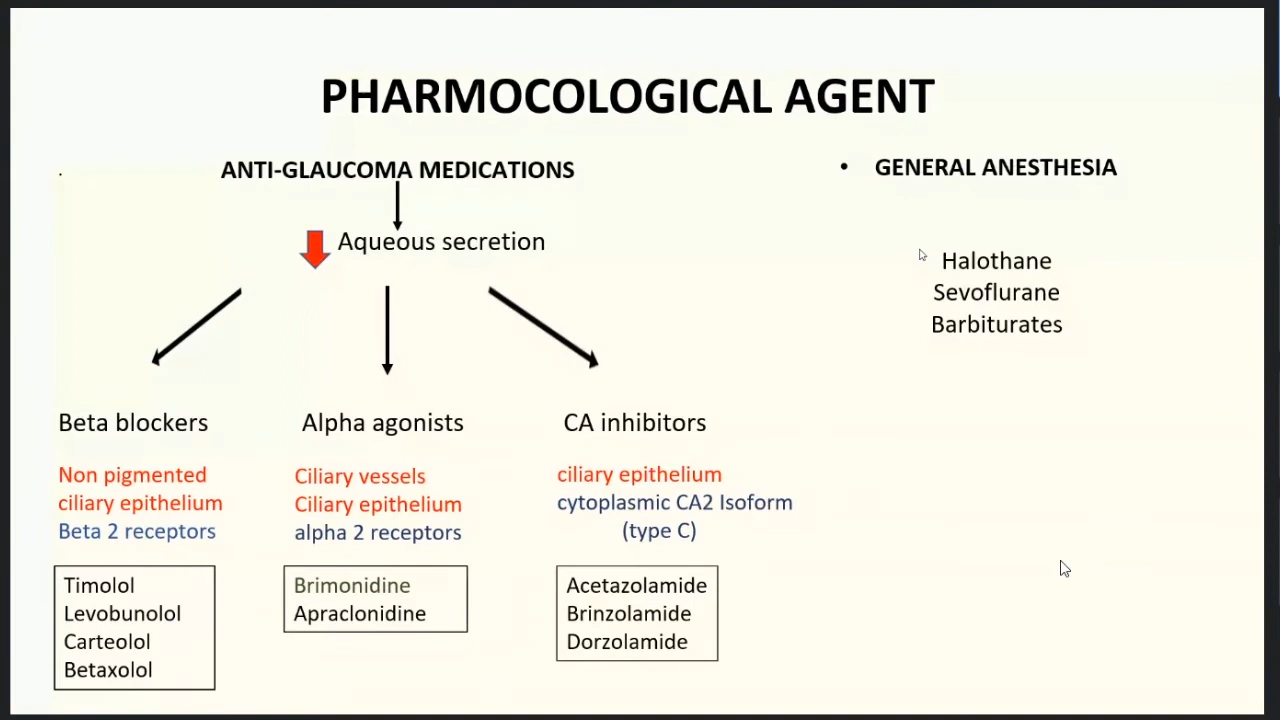 PHARMOCOLOGICAL AGENT
ANTI-GLAUCOMA MEDICATIONS
Aqueous secretion
Beta blockers
Non pigmented
ciliary epithelium
Beta 2 receptors
Timolol
Levobunolol
Carteolol
Betaxolol
Alpha agonists
Ciliary vessels
Ciliary epithelium
alpha 2 receptors
Brimonidine
Apraclonidine
CA inhibitors
ciliary epithelium
cytoplasmic CA2 Isoform
(type C)
Acetazolamide
Brinzolamide
Dorzolamide
• GENERAL ANESTHESIA
Halothane
Sevoflurane
Barbiturates